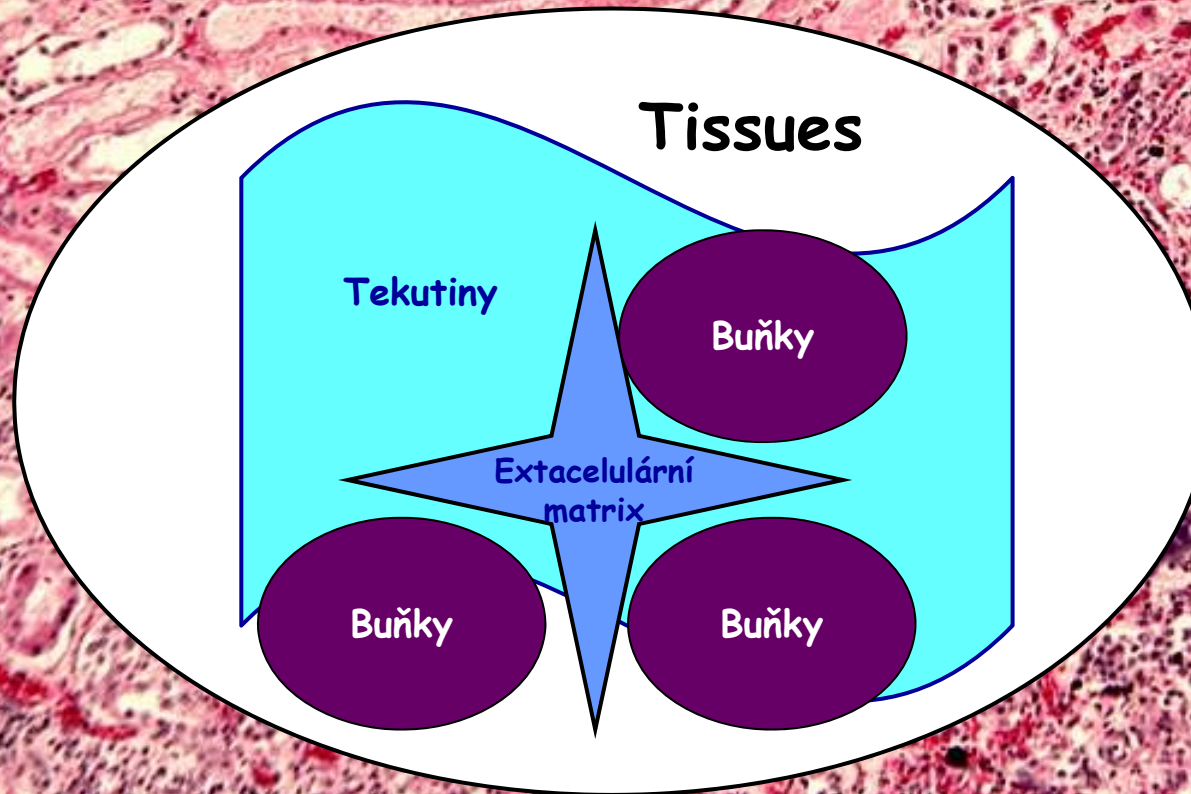 Tissues
Tekutiny
Buňky
Extacelulární
matrix
Buňky
Buňky